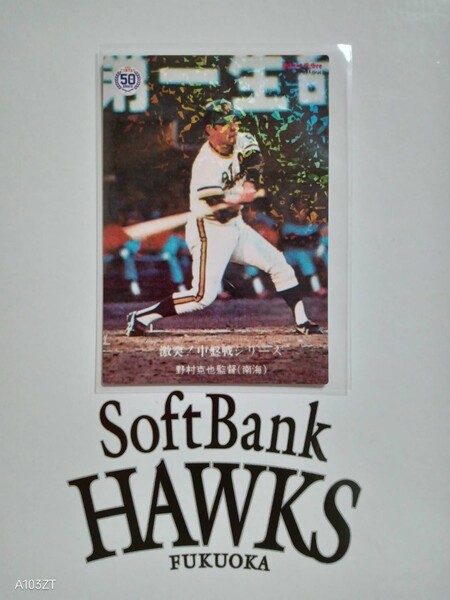 第一生命
50
激突!中盤戦シリーズ
野村克也監督(南海)
SoftBank
HAWKS
FUKUOKA
A103ZT